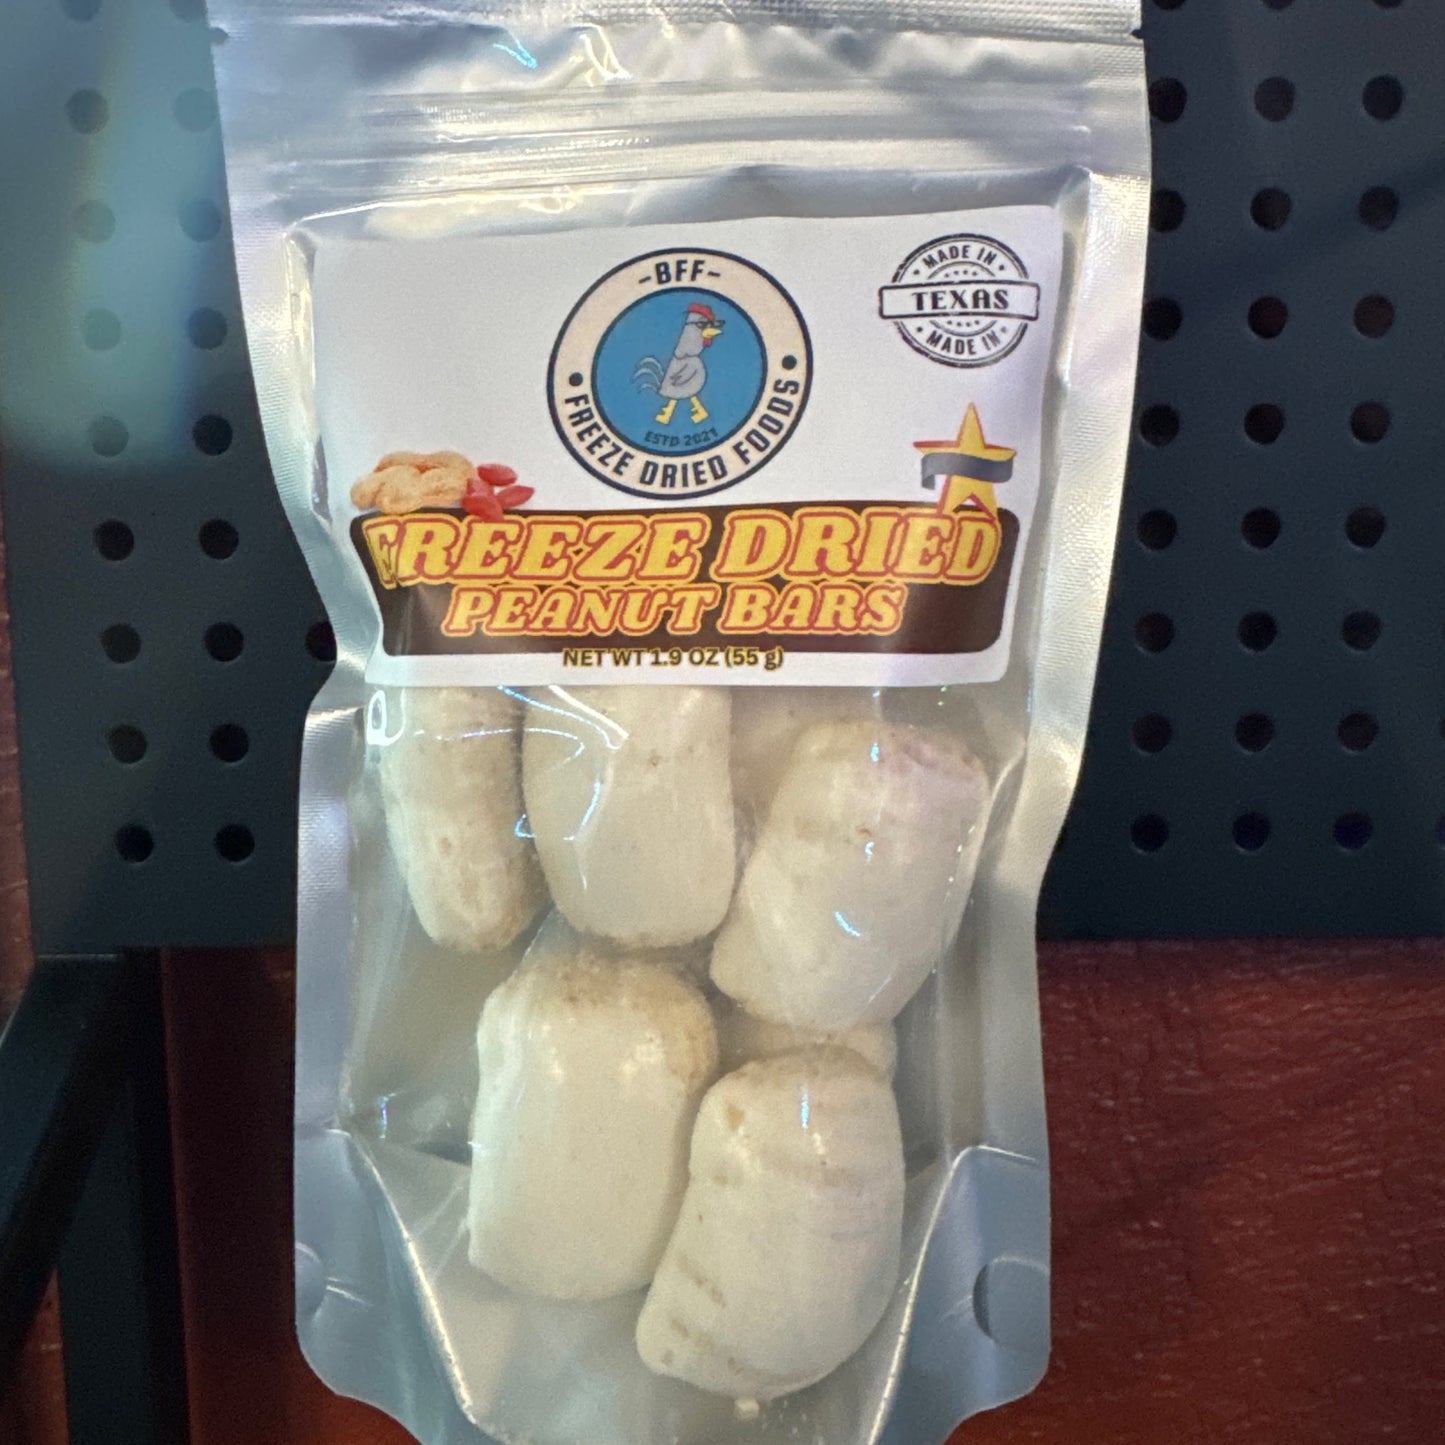 -BFF-
ESTD 2021
• FREEZE DRIED FOODS •
• MADE IN •
TEXAS
• MADE IN •
FREEZE DRIED
PEANUT BARS
NET WT 1.9 OZ (55 g)